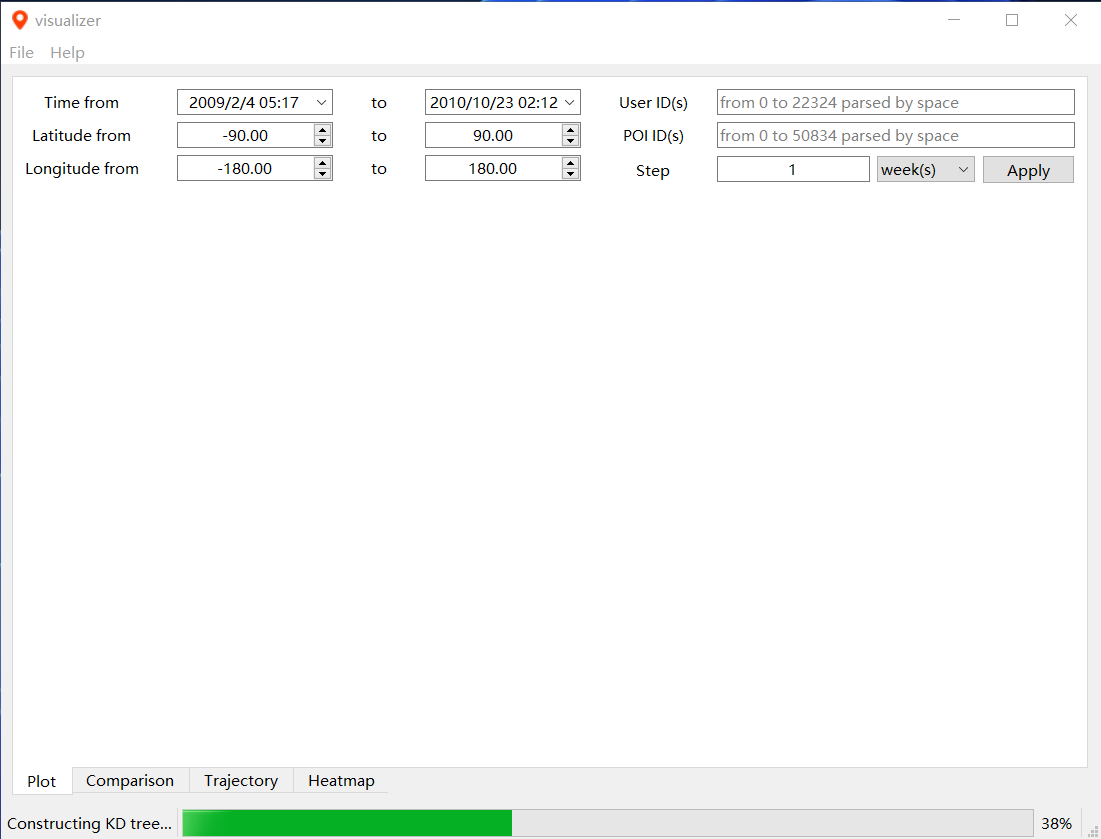 visualizer
File Help
Time from 2009/2/4 05:17 to 2010/10/23 02:12 User ID(s) from 0 to 22324 parsed by space
Latitude from -90.00 to 90.00 POI ID(s) from 0 to 50834 parsed by space
Longitude from -180.00 to 180.00 Step 1 week(s) Apply
Plot Comparison Trajectory Heatmap
Constructing KD tree... 38%